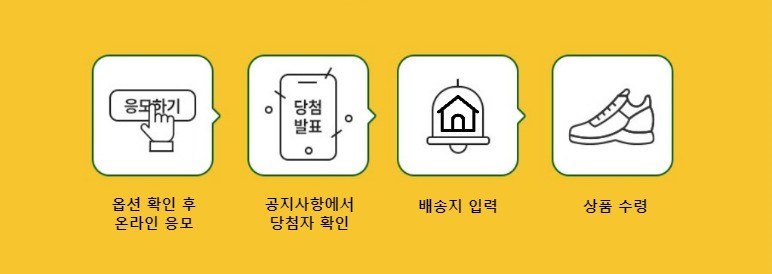 응모하기
당첨
발표
옵션 확인 후
온라인 응모
공지사항에서
당첨자 확인
배송지 입력
상품 수령